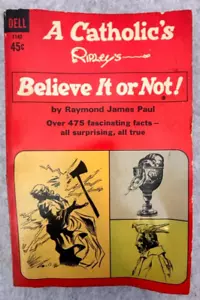 DELL
45¢
A Catholic's
Ripley's
Believe It or Not!
by Raymond James Paul
Over 475 fascinating facts—
all surprising, all true